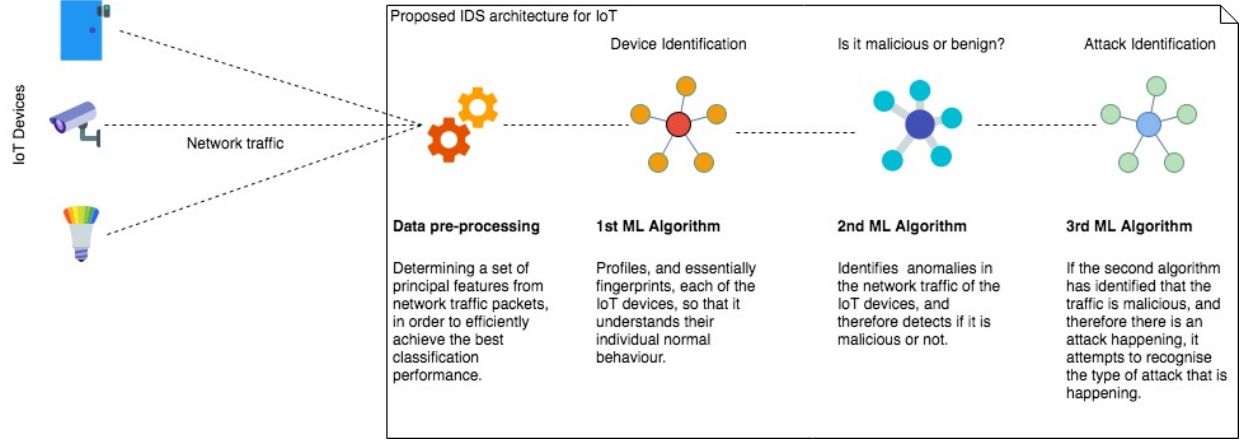 Proposed IDS architecture for IoT
Device Identification
Is it malicious or benign?
Attack Identification
IoT Devices
Network traffic
Data pre-processing
Determining a set of
principal features from
network traffic packets,
in order to efficiently
achieve the best
classification
performance.
1st ML Algorithm
Profiles, and essentially
fingerprints, each of the
IoT devices, so that it
understands their
individual normal
behaviour.
2nd ML Algorithm
Identifies anomalies in
the network traffic of the
IoT devices, and
therefore detects if it is
malicious or not.
3rd ML Algorithm
If the second algorithm
has identified that the
traffic is malicious, and
therefore there is an
attack happening, it
attempts to recognise
the type of attack that is
happening.